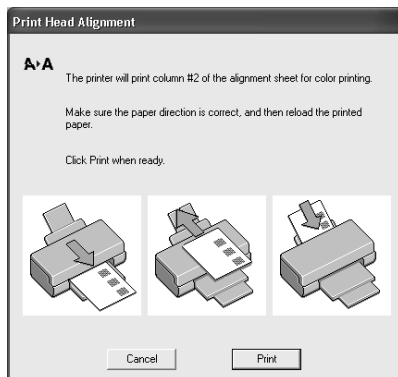 Print Head Alignment
A▸A
The printer will print column #2 of the alignment sheet for color printing.
Make sure the paper direction is correct, and then reload the printed
paper.
Click Print when ready.
Cancel
Print